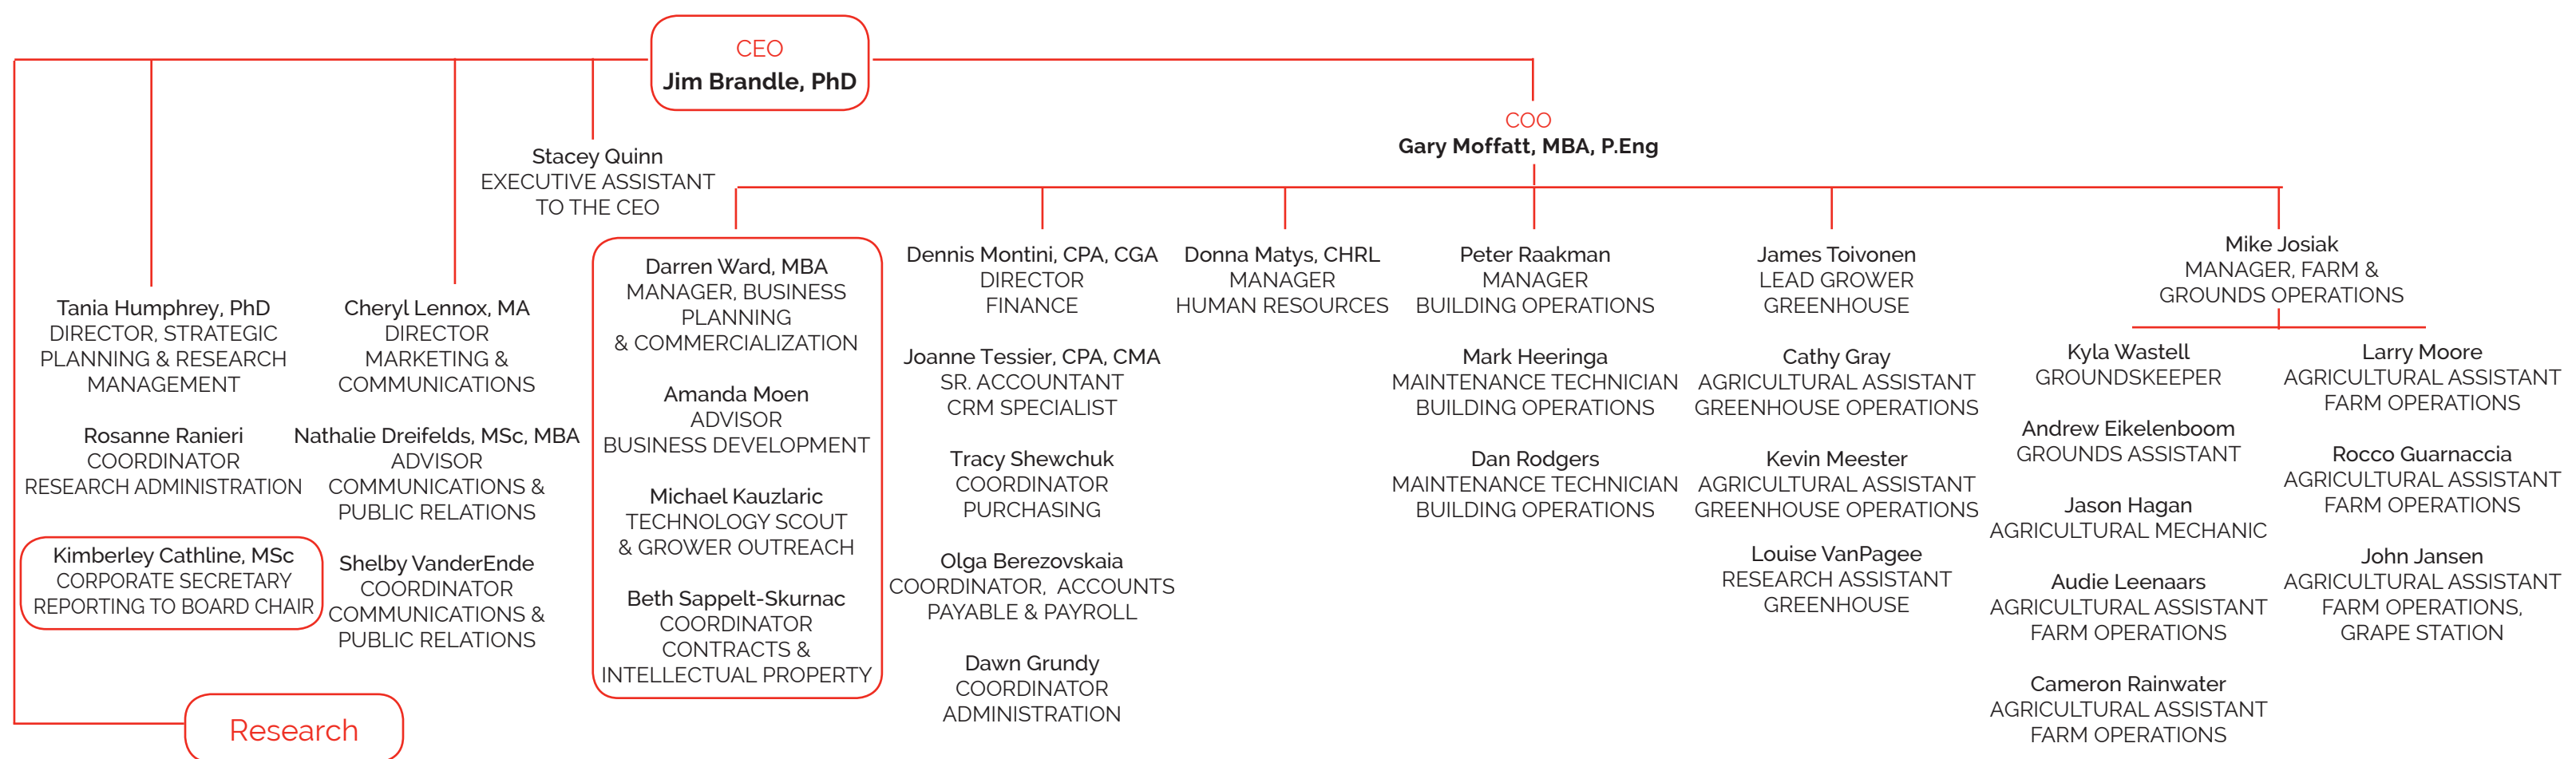 CEO
Jim Brandle, PhD
COO
Gary Moffatt, MBA, P.Eng
Stacey Quinn
EXECUTIVE ASSISTANT
TO THE CEO
Tania Humphrey, PhD
DIRECTOR, STRATEGIC
PLANNING & RESEARCH
MANAGEMENT
Rosanne Ranieri
COORDINATOR
RESEARCH ADMINISTRATION
Kimberley Cathline, MSc
CORPORATE SECRETARY
REPORTING TO BOARD CHAIR
Cheryl Lennox, MA
DIRECTOR
MARKETING &
COMMUNICATIONS
Nathalie Dreifelds, MSc, MBA
ADVISOR
COMMUNICATIONS &
PUBLIC RELATIONS
Shelby VanderEnde
COORDINATOR
COMMUNICATIONS &
PUBLIC RELATIONS
Darren Ward, MBA
MANAGER, BUSINESS
PLANNING
& COMMERCIALIZATION
Amanda Moen
ADVISOR
BUSINESS DEVELOPMENT
Michael Kauzlaric
TECHNOLOGY SCOUT
& GROWER OUTREACH
Beth Sappelt-Skurnac
COORDINATOR
CONTRACTS &
INTELLECTUAL PROPERTY
Dennis Montini, CPA, CGA
DIRECTOR
FINANCE
Joanne Tessier, CPA, CMA
SR. ACCOUNTANT
CRM SPECIALIST
Tracy Shewchuk
COORDINATOR
PURCHASING
Olga Berezovskaia
COORDINATOR, ACCOUNTS
PAYABLE & PAYROLL
Dawn Grundy
COORDINATOR
ADMINISTRATION
Donna Matys, CHRL
MANAGER
HUMAN RESOURCES
Peter Raakman
MANAGER
BUILDING OPERATIONS
Mark Heeringa
MAINTENANCE TECHNICIAN
BUILDING OPERATIONS
Dan Rodgers
MAINTENANCE TECHNICIAN
BUILDING OPERATIONS
James Toivonen
LEAD GROWER
GREENHOUSE
Cathy Gray
AGRICULTURAL ASSISTANT
GREENHOUSE OPERATIONS
Kevin Meester
AGRICULTURAL ASSISTANT
GREENHOUSE OPERATIONS
Louise VanPagee
RESEARCH ASSISTANT
GREENHOUSE
Mike Josiak
MANAGER, FARM &
GROUNDS OPERATIONS
Kyla Wastell
GROUNDSKEEPER
Andrew Eikelenboom
GROUNDS ASSISTANT
Jason Hagan
AGRICULTURAL MECHANIC
Audie Leenaars
AGRICULTURAL ASSISTANT
FARM OPERATIONS
Cameron Rainwater
AGRICULTURAL ASSISTANT
FARM OPERATIONS
Larry Moore
AGRICULTURAL ASSISTANT
FARM OPERATIONS
Rocco Guarnaccia
AGRICULTURAL ASSISTANT
FARM OPERATIONS
John Jansen
AGRICULTURAL ASSISTANT
FARM OPERATIONS,
GRAPE STATION
Research